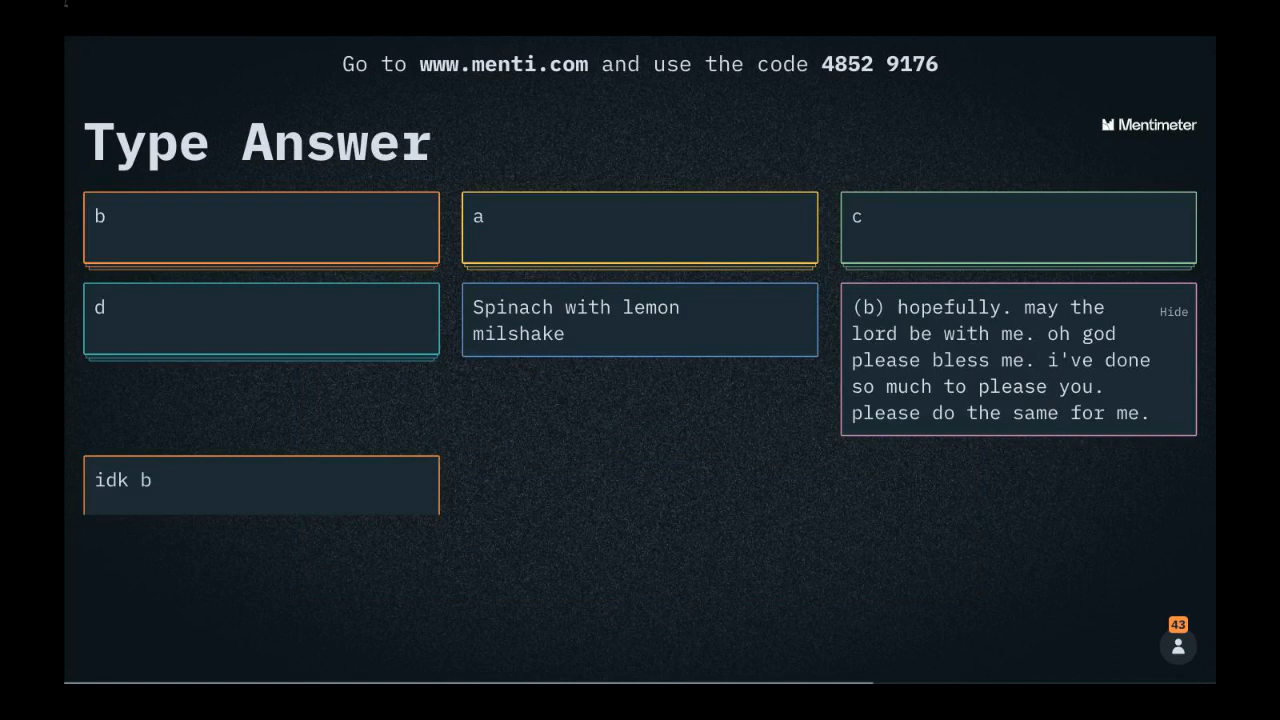 Go to www.menti.com and use the code 4852 9176
Type Answer
Mentimeter
b
a
c
d
Spinach with lemon
milshake
(b) hopefully. may the
Hide
lord be with me. oh god
please bless me. i've done
so much to please you.
please do the same for me.
idk b
43